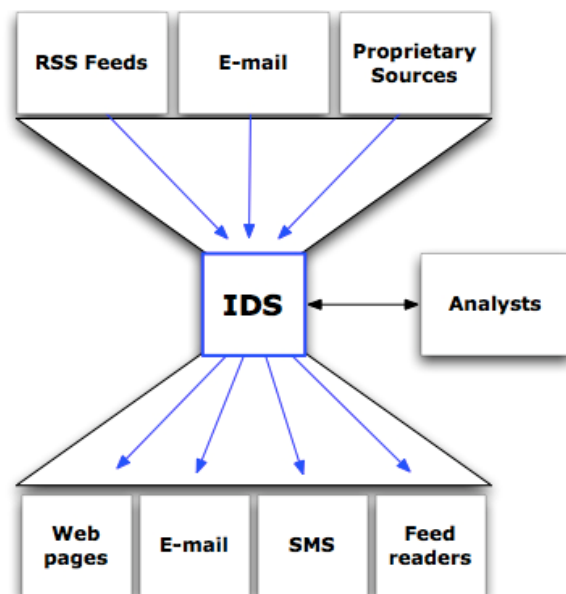 RSS Feeds
E-mail
Proprietary
Sources
IDS
Analysts
Web
pages
E-mail
SMS
Feed
readers